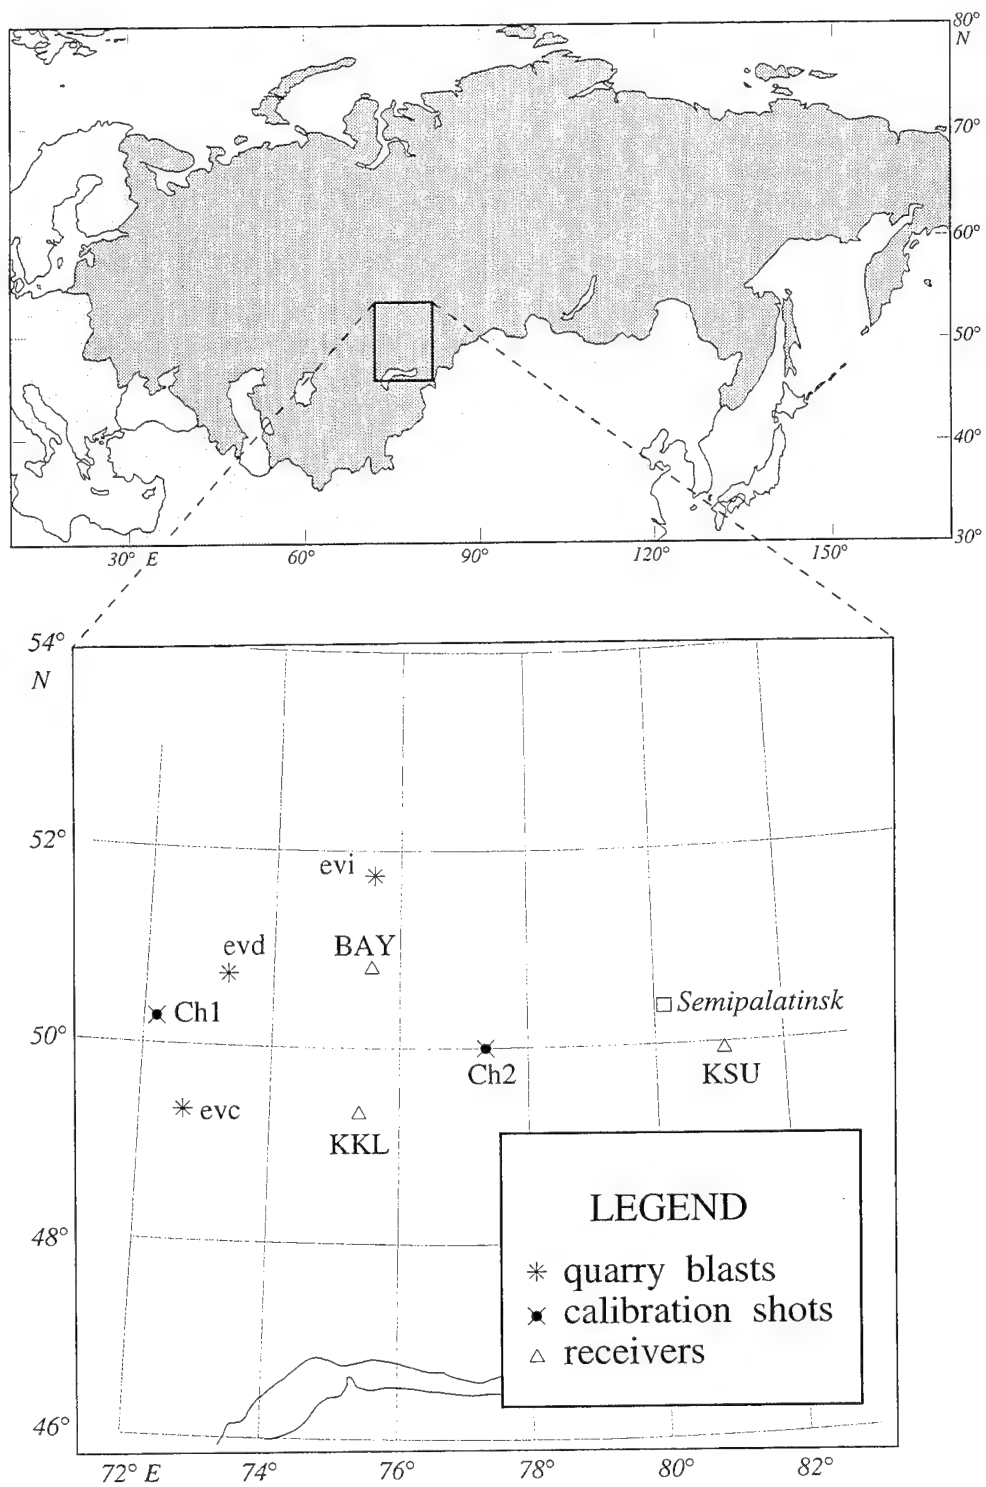 80°
N
70°
60°
50°
40°
30°
30° E
60°
90°
120°
150°
54°
N
52°
evi
evd
BAY
Ch1
Semipalatinsk
50°
Ch2
KSU
evc
KKL
LEGEND
48°
quarry blasts
calibration shots
receivers
46°
72° E
74°
76°
78°
80°
82°